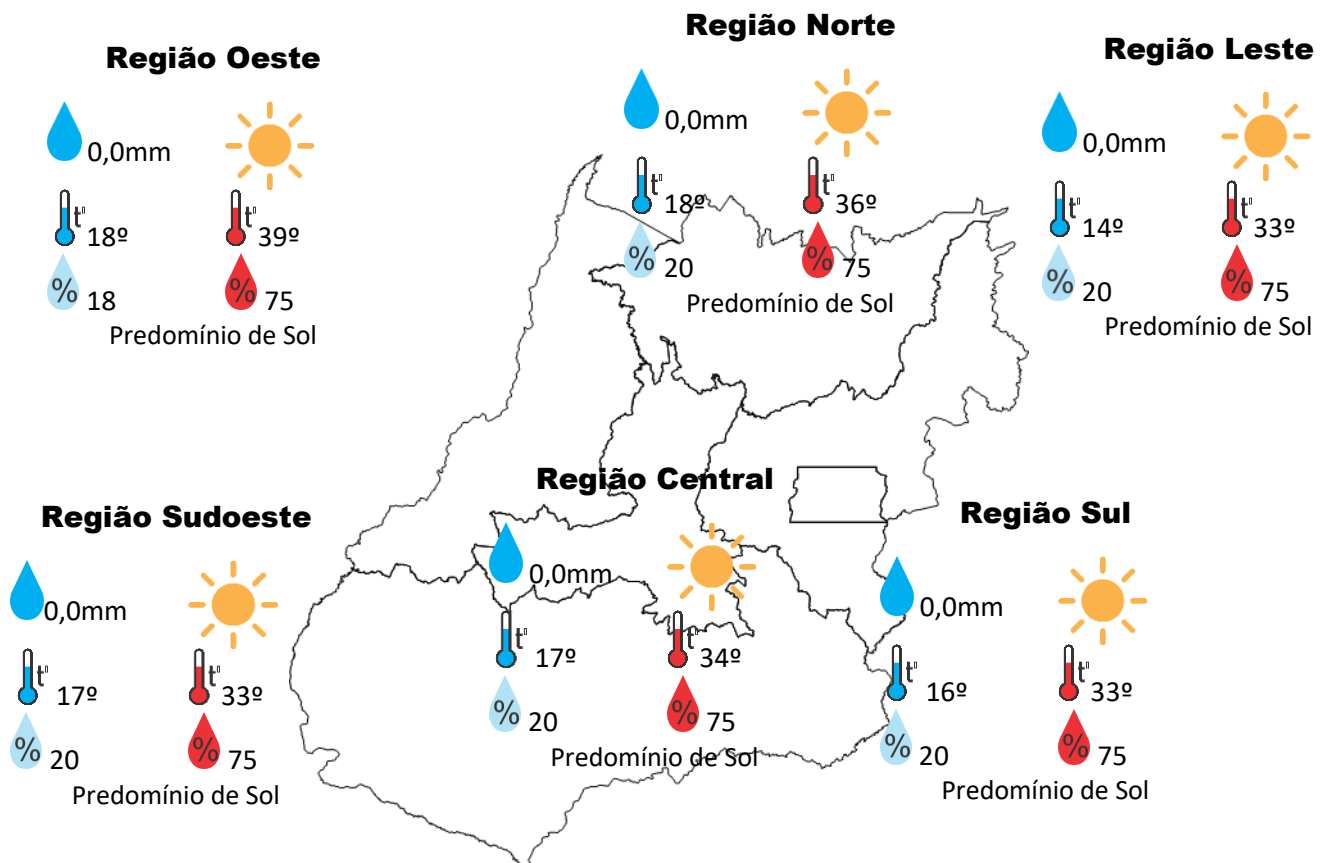 Região Oeste
0,0mm
t°
18º
t°
39º
%
18
%
75
Predomínio de Sol
Região Norte
0,0mm
t°
18º
t°
36º
%
20
%
75
Predomínio de Sol
Região Leste
0,0mm
t°
14º
t°
33º
%
20
%
75
Predomínio de Sol
Região Sudoeste
0,0mm
t°
17º
t°
33º
%
20
%
75
Predomínio de Sol
Região Central
0,0mm
t°
17º
t°
34º
%
20
%
75
Predomínio de Sol
Região Sul
0,0mm
t°
16º
t°
33º
%
20
%
75
Predomínio de Sol